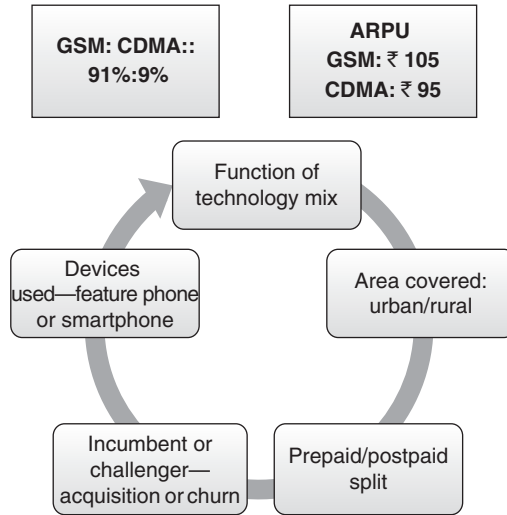 GSM: CDMA::
91%:9%
ARPU
GSM: ₹ 105
CDMA: ₹ 95
Function of
technology mix
Area covered:
urban/rural
Prepaid/postpaid
split
Incumbent or
challenger—
acquisition or churn
Devices
used—feature phone
or smartphone